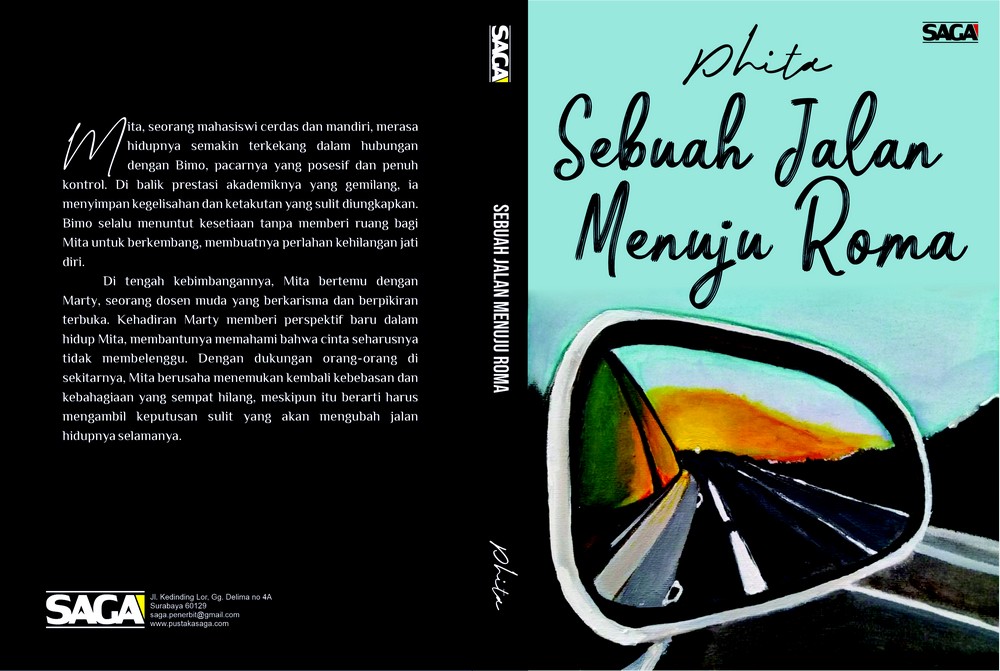 Mita, seorang mahasiswi cerdas dan mandiri, merasa
hidupnya semakin terkekang dalam hubungan
dengan Bimo, pacarnya yang posesif dan penuh
kontrol. Di balik prestasi akademiknya yang gemilang, ia
menyimpan kegelisahan dan ketakutan yang sulit diungkapkan.
Bimo selalu menuntut kesetiaan tanpa memberi ruang bagi
Mita untuk berkembang, membuatnya perlahan kehilangan jati
diri.
Di tengah kebimbangannya, Mita bertemu dengan
Marty, seorang dosen muda yang berkarisma dan berpikiran
terbuka. Kehadiran Marty memberi perspektif baru dalam
hidup Mita, membantunya memahami bahwa cinta seharusnya
tidak membelenggu. Dengan dukungan orang-orang di
sekitarnya, Mita berusaha menemukan kembali kebebasan dan
kebahagiaan yang sempat hilang, meskipun itu berarti harus
mengambil keputusan sulit yang akan mengubah jalan
hidupnya selamanya.
SAGA
Jl. Kedinding Lor, Gg. Delima no 4A
Surabaya 60129
saga.penerbit@gmail.com
www.pustakasaga.com
SAGA
SEBUAH JALAN MENUJU ROMA
Phita
SAGA
Phita
Sebuah Jalan
Menuju Roma